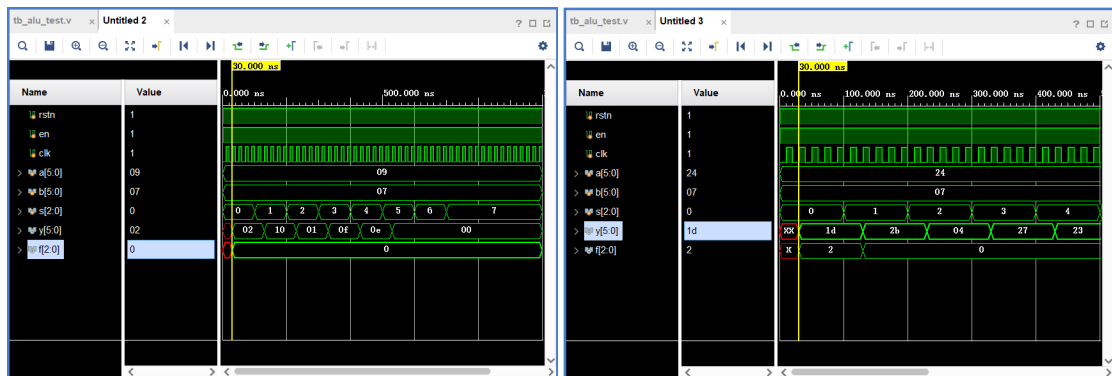 tb_alu_test.v × Untitled 2 ×
30.000 ns
Name Value 0.000 ns 500.000 ns
rstn 1
en 1
clk 1
a[5:0] 09 09
b[5:0] 07 07
s[2:0] 0 0 1 2 3 4 5 6 7
y[5:0] 02 02 10 01 0f 0e 00
f[2:0] 0 0
tb_alu_test.v × Untitled 3 ×
30.000 ns
Name Value 0.000 ns 100.000 ns 200.000 ns 300.000 ns 400.000 ns
rstn 1
en 1
clk 1
a[5:0] 24 24
b[5:0] 07 07
s[2:0] 0 0 1 2 3 4
y[5:0] 1d XX 1d 2b 04 27 23
f[2:0] 2 X 2 0